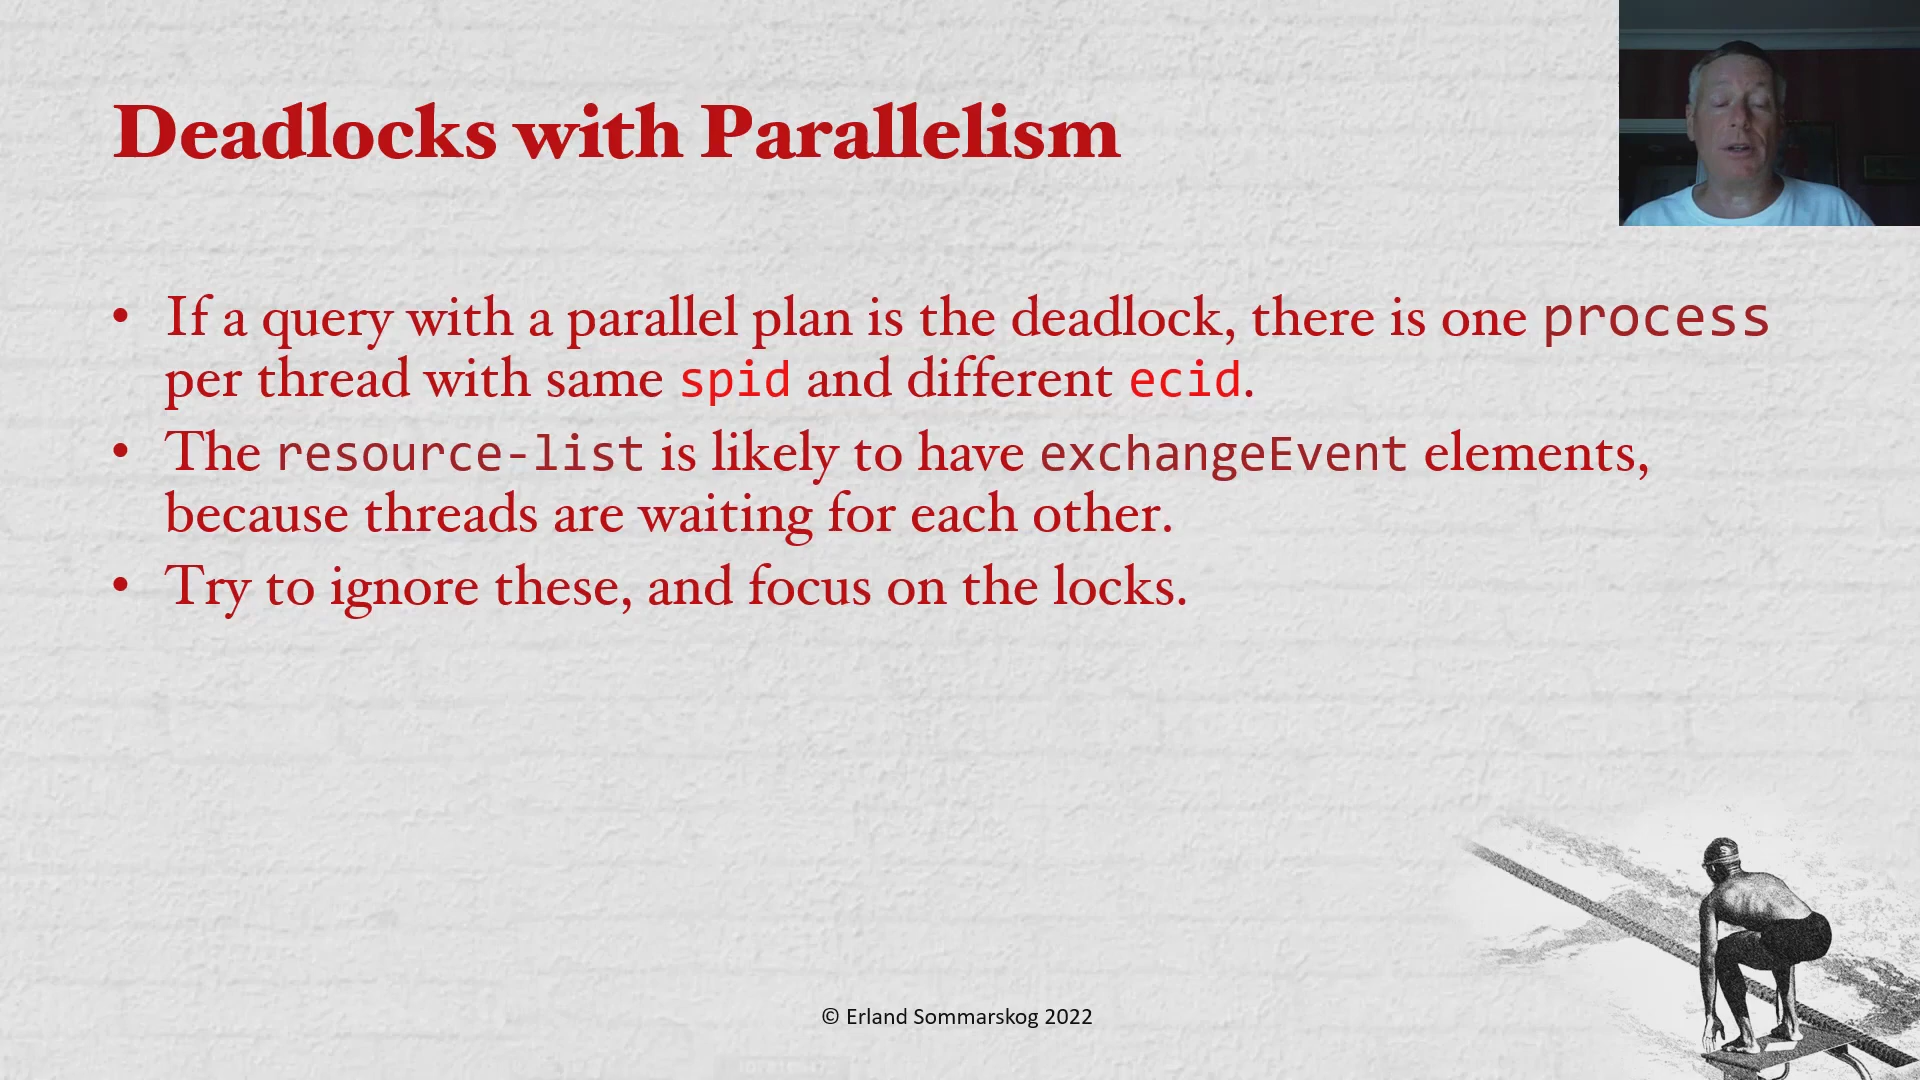 Deadlocks with Parallelism
• If a query with a parallel plan is the deadlock, there is one process
per thread with same spid and different ecid.
• The resource-list is likely to have exchangeEvent elements,
because threads are waiting for each other.
• Try to ignore these, and focus on the locks.
© Erland Sommarskog 2022